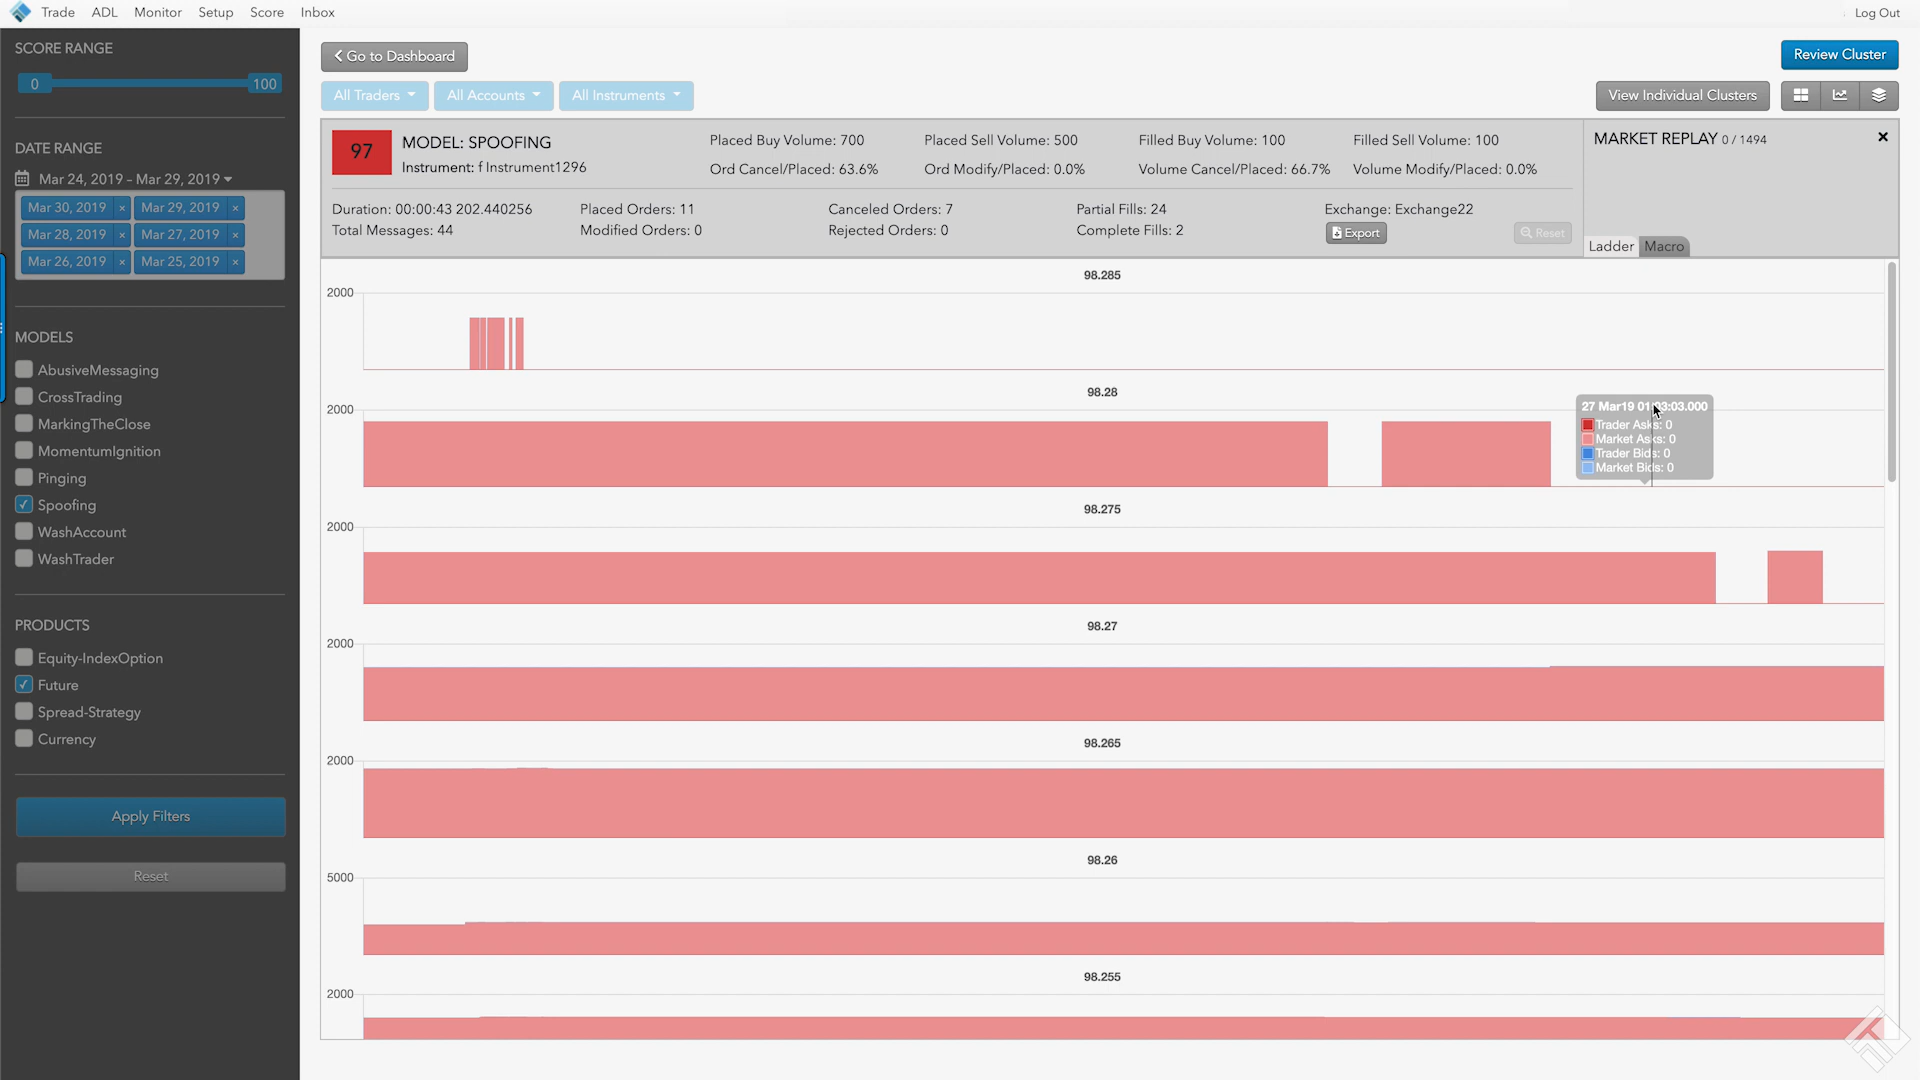 Trade ADL Monitor Setup Score Inbox Log Out
SCORE RANGE
0 100
DATE RANGE
Mar 24, 2019 - Mar 29, 2019
Mar 30, 2019 × Mar 29, 2019 ×
Mar 28, 2019 × Mar 27, 2019 ×
Mar 26, 2019 × Mar 25, 2019 ×
MODELS
AbusiveMessaging
CrossTrading
MarkingTheClose
MomentumIgnition
Pinging
Spoofing
WashAccount
WashTrader
PRODUCTS
Equity-IndexOption
Future
Spread-Strategy
Currency
Apply Filters
Reset
Go to Dashboard Review Cluster
All Traders All Accounts All Instruments View Individual Clusters
97
MODEL: SPOOFING
Instrument: f Instrument1296
Placed Buy Volume: 700 Placed Sell Volume: 500 Filled Buy Volume: 100 Filled Sell Volume: 100
Ord Cancel/Placed: 63.6% Ord Modify/Placed: 0.0% Volume Cancel/Placed: 66.7% Volume Modify/Placed: 0.0%
Duration: 00:00:43 202.440256 Placed Orders: 11 Canceled Orders: 7 Partial Fills: 24 Exchange: Exchange22
Total Messages: 44 Modified Orders: 0 Rejected Orders: 0 Complete Fills: 2 Export Reset
MARKET REPLAY 0 / 1494 ×
Ladder Macro
98.285
2000
98.28
2000
27 Mar19 01:03:03.000
Trader Asks: 0
Market Asks: 0
Trader Bids: 0
Market Bids: 0
98.275
2000
98.27
2000
98.265
2000
98.26
5000
98.255
2000